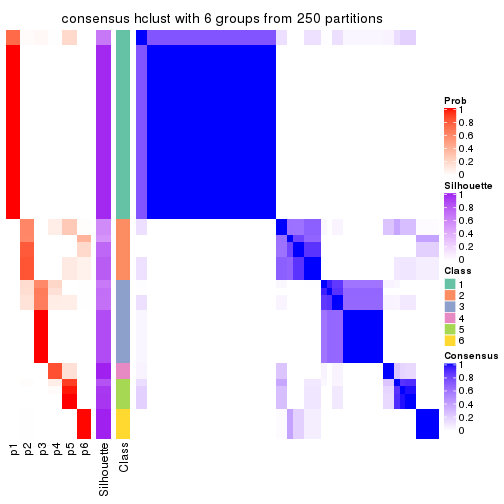 consensus hclust with 6 groups from 250 partitions
Prob
1
0.8
0.6
0.4
0.2
0
Silhouette
1
0.8
0.6
0.4
0.2
0
Class
1
2
3
4
5
6
Consensus
1
0.8
0.6
0.4
0.2
0
p1
p2
p3
p4
p5
p6
Silhouette
Class